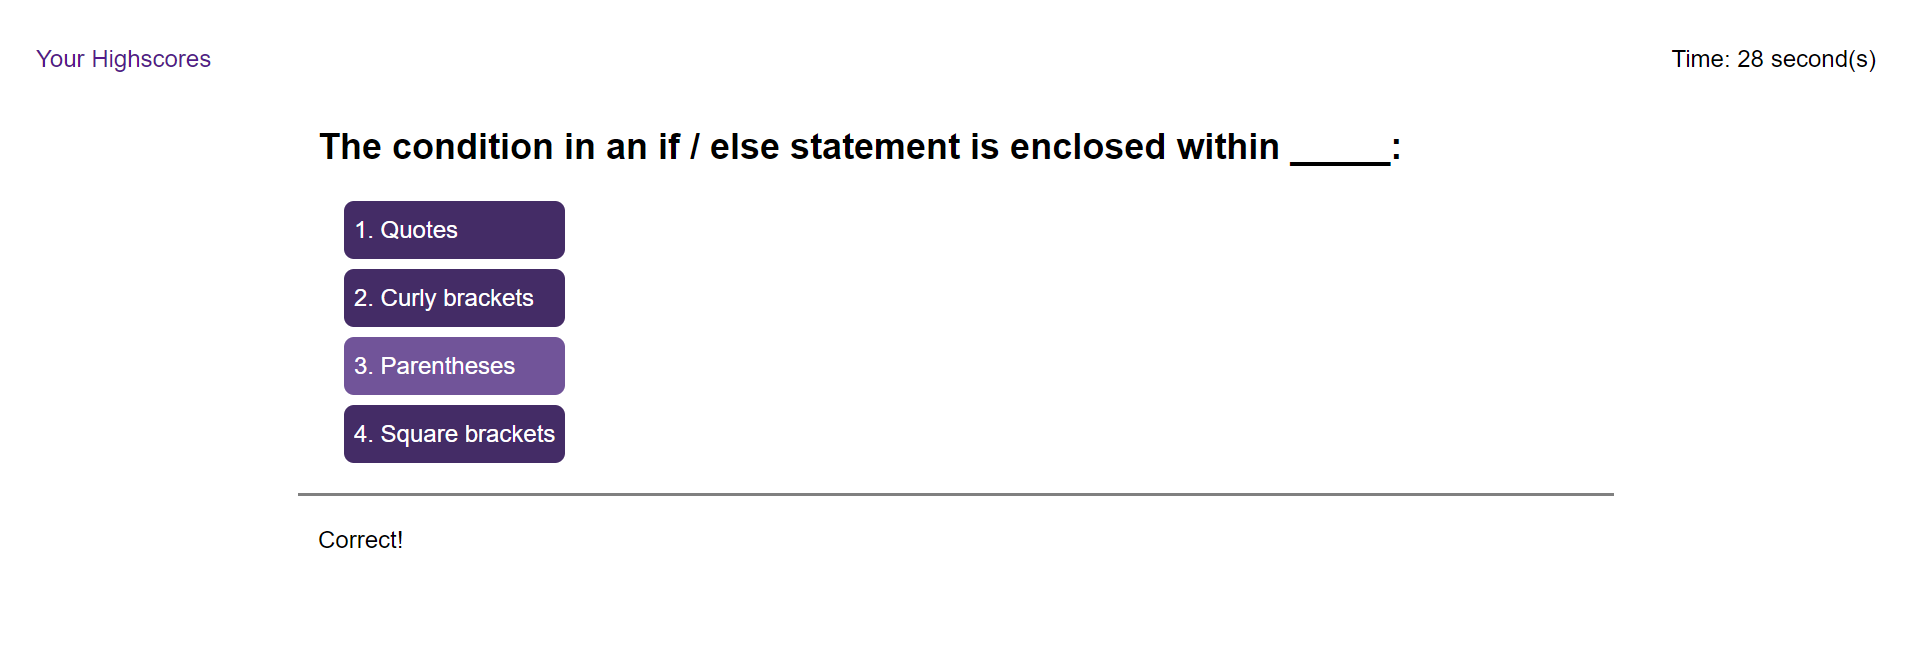 Your Highscores
Time: 28 second(s)
The condition in an if / else statement is enclosed within _____:
1. Quotes
2. Curly brackets
3. Parentheses
4. Square brackets
Correct!